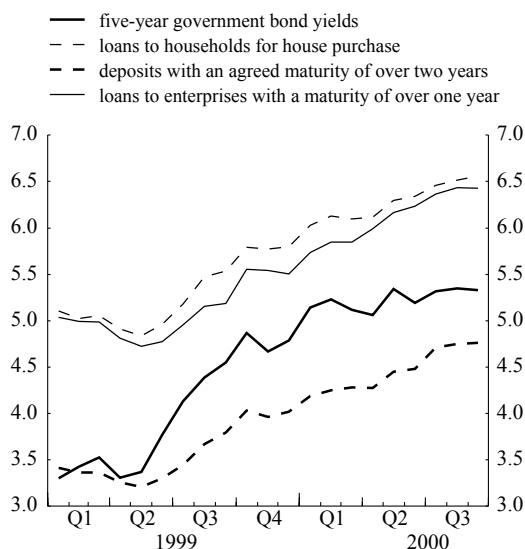 five-year government bond yields
loans to households for house purchase
deposits with an agreed maturity of over two years
loans to enterprises with a maturity of over one year
7.0 7.0
6.5 6.5
6.0 6.0
5.5 5.5
5.0 5.0
4.5 4.5
4.0 4.0
3.5 3.5
3.0 3.0
Q1 Q2 Q3 Q4 Q1 Q2 Q3
1999 2000